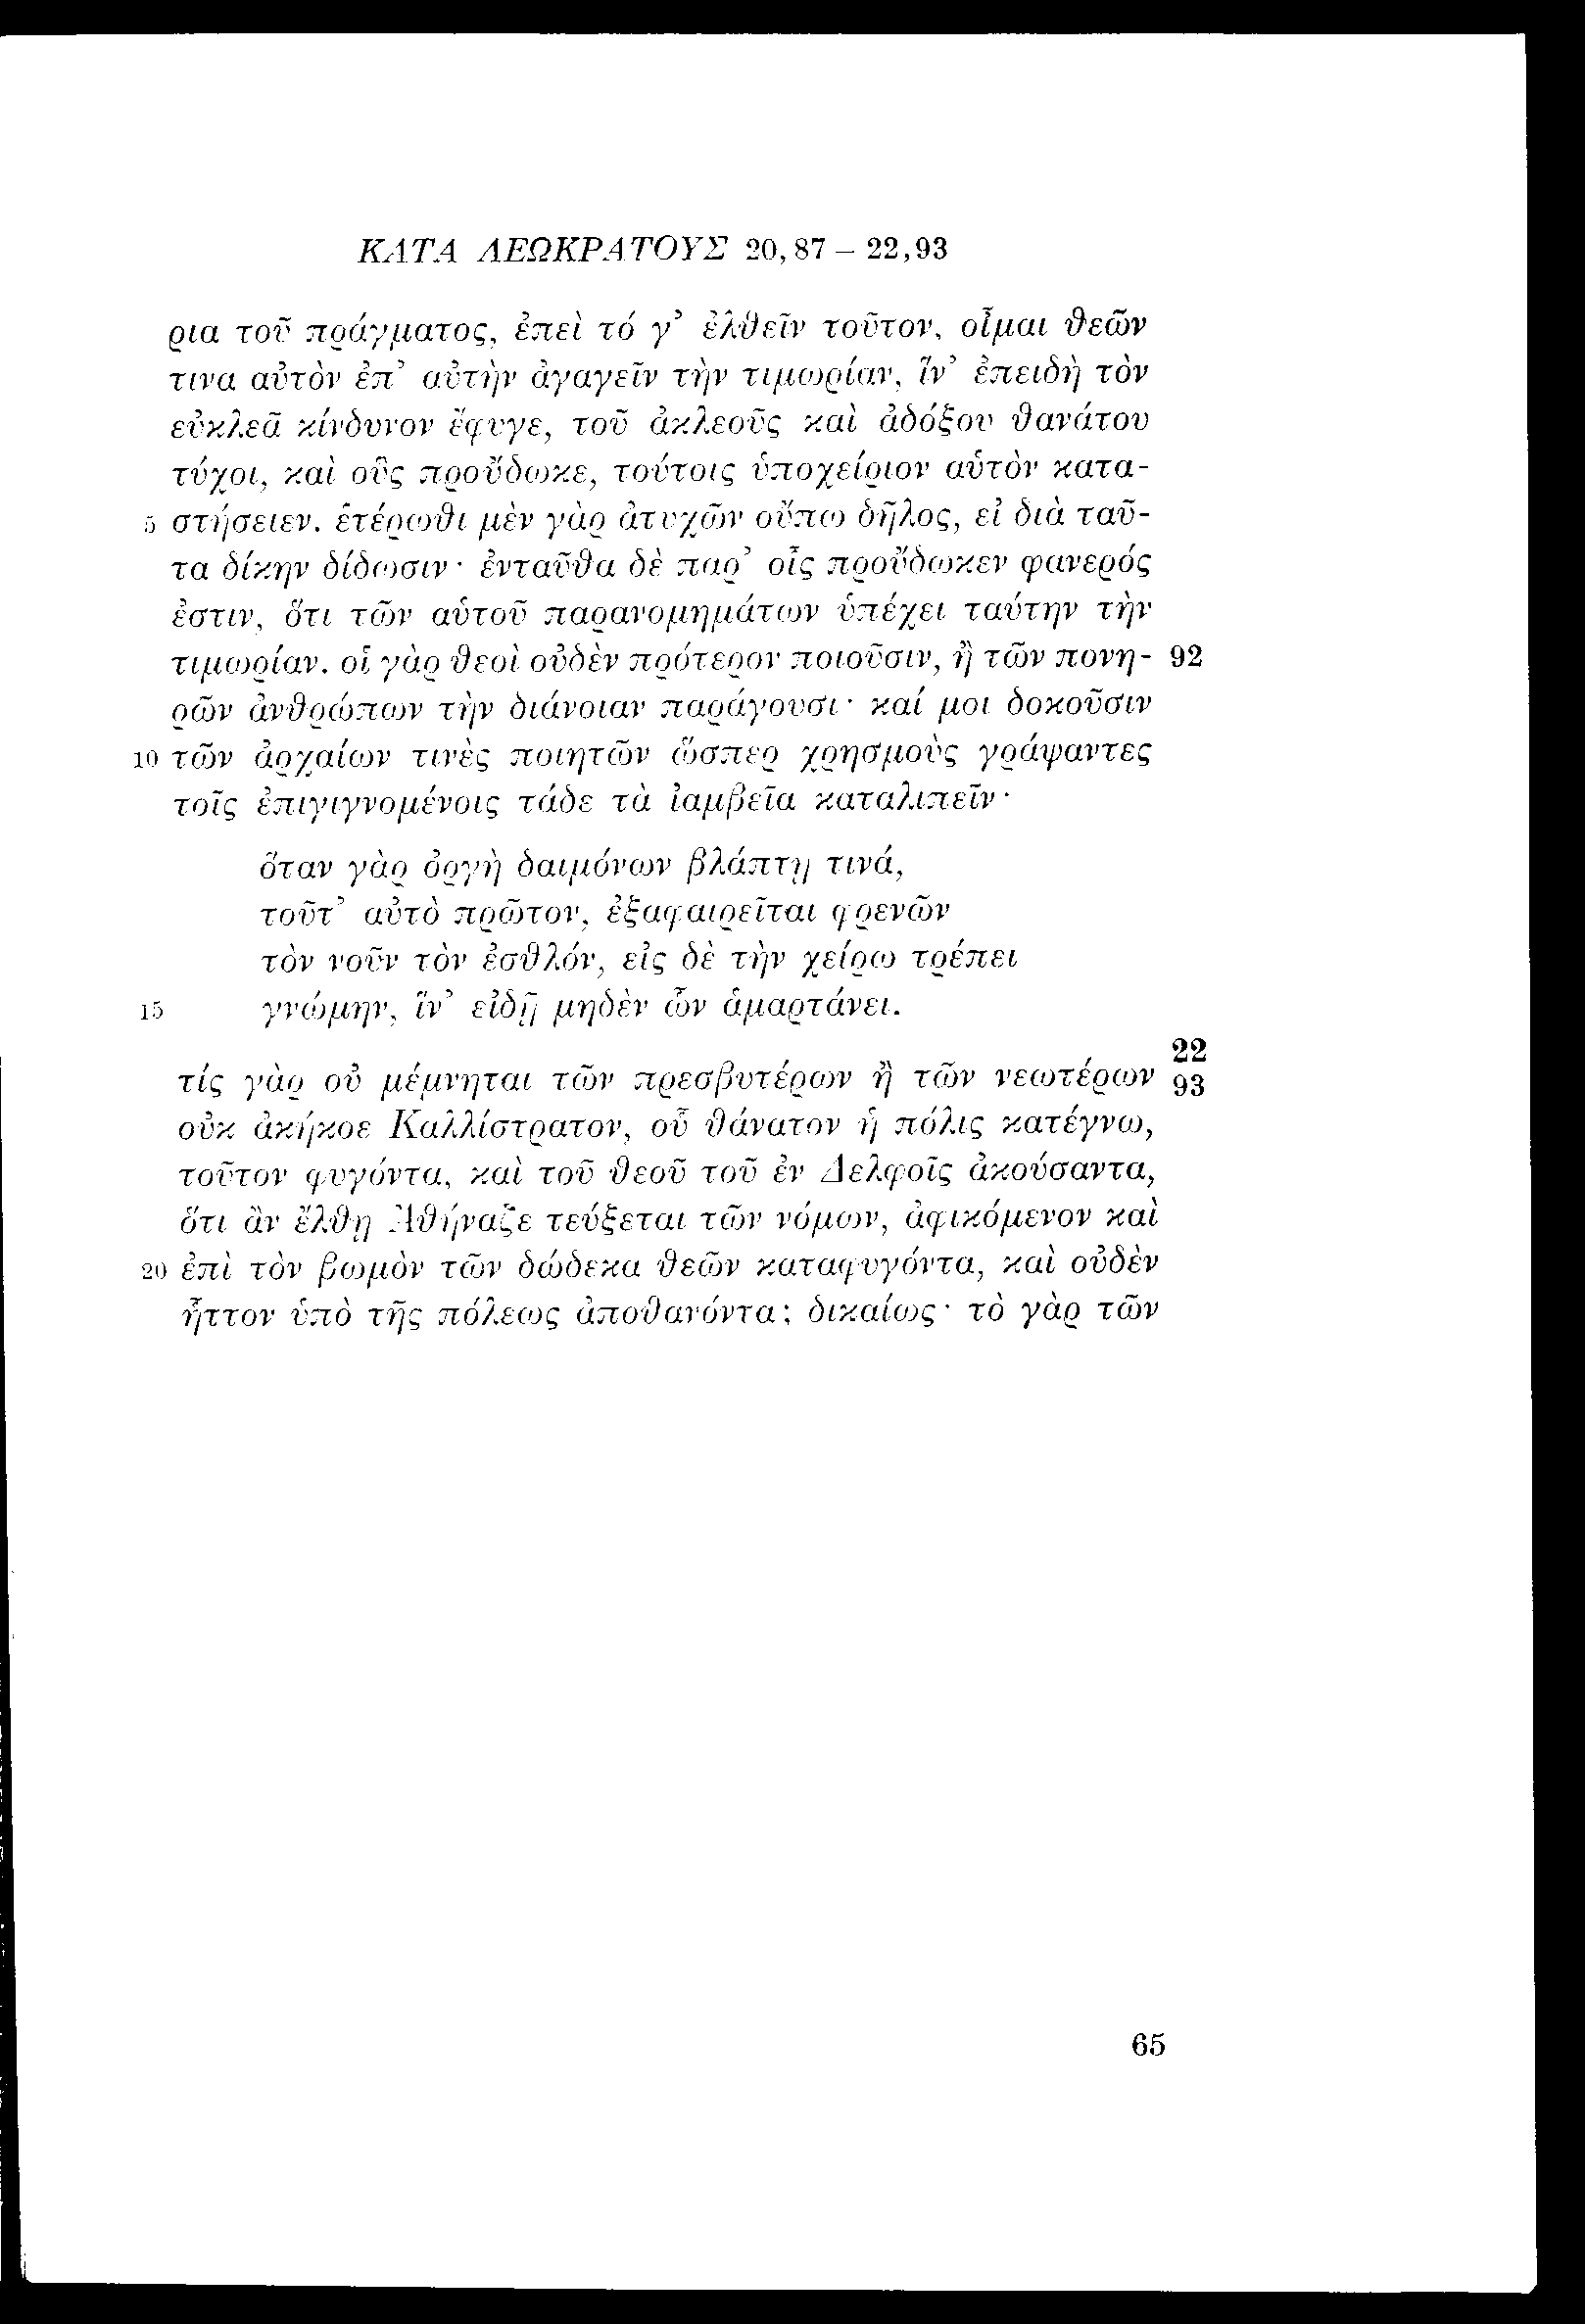 ΚΑΤΑ ΛΕΩΚΡΑΤΟΥΣ 20,87 – 22,93
ρια τοῦ πράγματος, ἐπεὶ τό γ’ ἐλθεῖν τοῦτον, οἶμαι θεῶν
τινα αὐτὸν ἐπ’ αὐτὴν ἀγαγεῖν τὴν τιμωρίαν, ἵν’ ἐπειδὴ τὸν
εὐκλεᾶ κίνδυνον ἔφυγε, τοῦ ἀκλεοῦς καὶ ἀδόξου θανάτου
τύχοι, καὶ οὓς προὔδωκε, τούτοις ὑποχείριον αὑτὸν κατα-
5 στήσειεν. ἑτέρωθι μὲν γὰρ ἀτυχῶν οὔπω δῆλος, εἰ διὰ ταῦ-
τα δίκην δίδωσιν· ἐνταῦθα δὲ παρ’ οἷς προὔδωκεν φανερός
ἐστιν, ὅτι τῶν αὑτοῦ παρανομημάτων ὑπέχει ταύτην τὴν
τιμωρίαν. οἱ γὰρ θεοὶ οὐδὲν πρότερον ποιοῦσιν, ἢ τῶν πονη- 92
ρῶν ἀνθρώπων τὴν διάνοιαν παράγουσι· καί μοι δοκοῦσιν
10 τῶν ἀρχαίων τινὲς ποιητῶν ὥσπερ χρησμοὺς γράψαντες
τοῖς ἐπιγιγνομένοις τάδε τὰ ἰαμβεῖα καταλιπεῖν·
ὅταν γὰρ ὀργὴ δαιμόνων βλάπτῃ τινά,
τοῦτ’ αὐτὸ πρῶτον, ἐξαφαιρεῖται φρενῶν
τὸν νοῦν τὸν ἐσθλόν, εἰς δὲ τὴν χείρω τρέπει
15 γνώμην, ἵν’ εἰδῇ μηδὲν ὧν ἁμαρτάνει.
22
τίς γὰρ οὐ μέμνηται τῶν πρεσβυτέρων ἢ τῶν νεωτέρων 93
οὐκ ἀκήκοε Καλλίστρατον, οὗ θάνατον ἡ πόλις κατέγνω,
τοῦτον φυγόντα, καὶ τοῦ θεοῦ τοῦ ἐν Δελφοῖς ἀκούσαντα,
ὅτι ἂν ἔλθῃ Ἀθήναζε τεύξεται τῶν νόμων, ἀφικόμενον καὶ
20 ἐπὶ τὸν βωμὸν τῶν δώδεκα θεῶν καταφυγόντα, καὶ οὐδὲν
ἧττον ὑπὸ τῆς πόλεως ἀποθανόντα; δικαίως· τὸ γὰρ τῶν
65